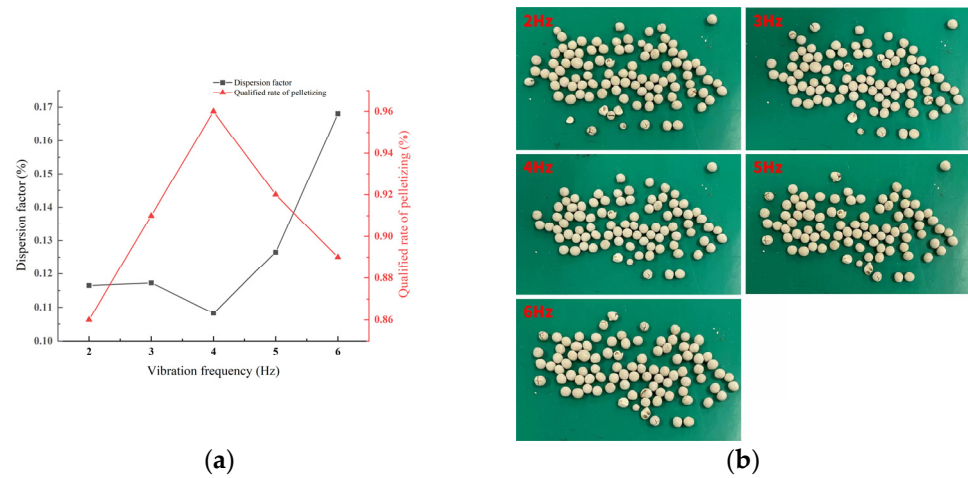 Dispersion factor
Qualified rate of pelletizing
0.17
0.16
0.15
0.14
0.13
0.12
0.11
0.10
Dispersion factor (%)
0.96
0.94
0.92
0.90
0.88
0.86
Qualified rate of pelletizing (%)
2 3 4 5 6
Vibration frequency (Hz)
(a)
2Hz
3Hz
4Hz
5Hz
6Hz
(b)